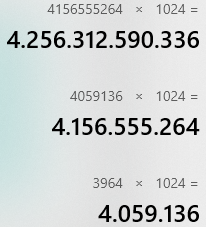 4156555264 × 1024 =
4.256.312.590.336
4059136 × 1024 =
4.156.555.264
3964 × 1024 =
4.059.136